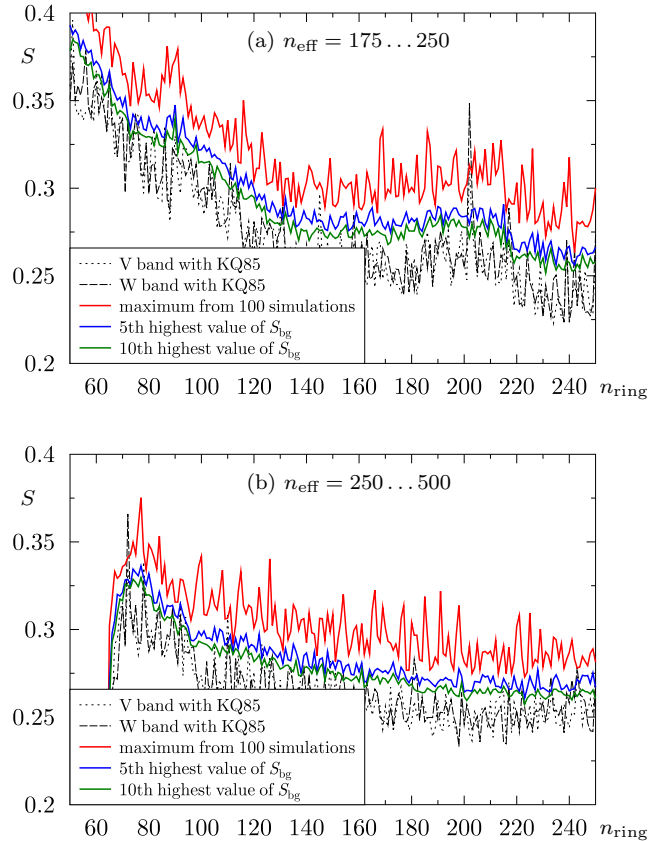 0.4
(a) n_eff = 175 ... 250
S
0.35
0.3
0.25
0.2
V band with KQ85
W band with KQ85
maximum from 100 simulations
5th highest value of S_bg
10th highest value of S_bg
60 80 100 120 140 160 180 200 220 240 n_ring
0.4
(b) n_eff = 250 ... 500
S
0.35
0.3
0.25
0.2
V band with KQ85
W band with KQ85
maximum from 100 simulations
5th highest value of S_bg
10th highest value of S_bg
60 80 100 120 140 160 180 200 220 240 n_ring